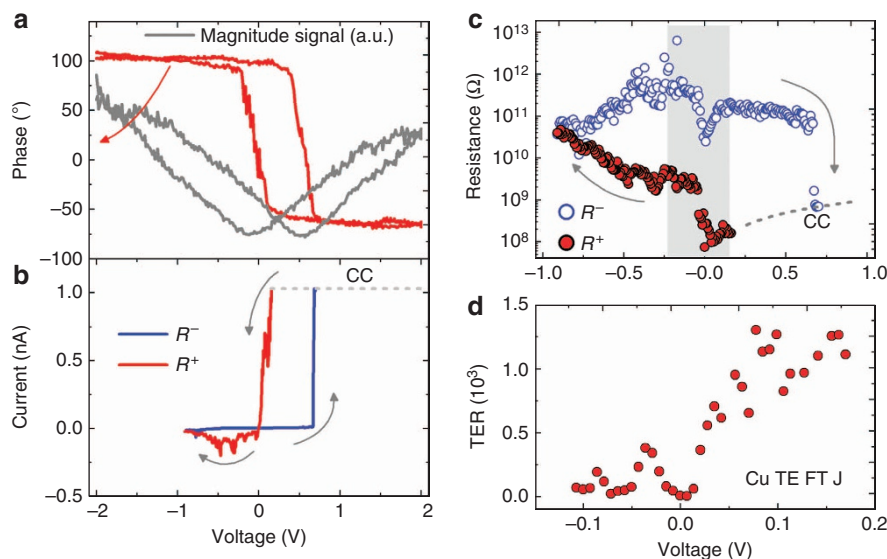 a
Magnitude signal (a.u.)
Phase (°)
100
50
0
−50
−100
b
CC
R−
R+
Current (nA)
1.0
0.5
0.0
−0.5
−2 −1 0 1 2
Voltage (V)
c
Resistance (Ω)
10^13
10^12
10^11
10^10
10^9
10^8
R−
R+
CC
−1.0 −0.5 −0.0 0.5 1.0
d
TER (10^3)
1.5
1.0
0.5
0.0
Cu TE FT J
−0.1 0.0 0.1 0.2
Voltage (V)